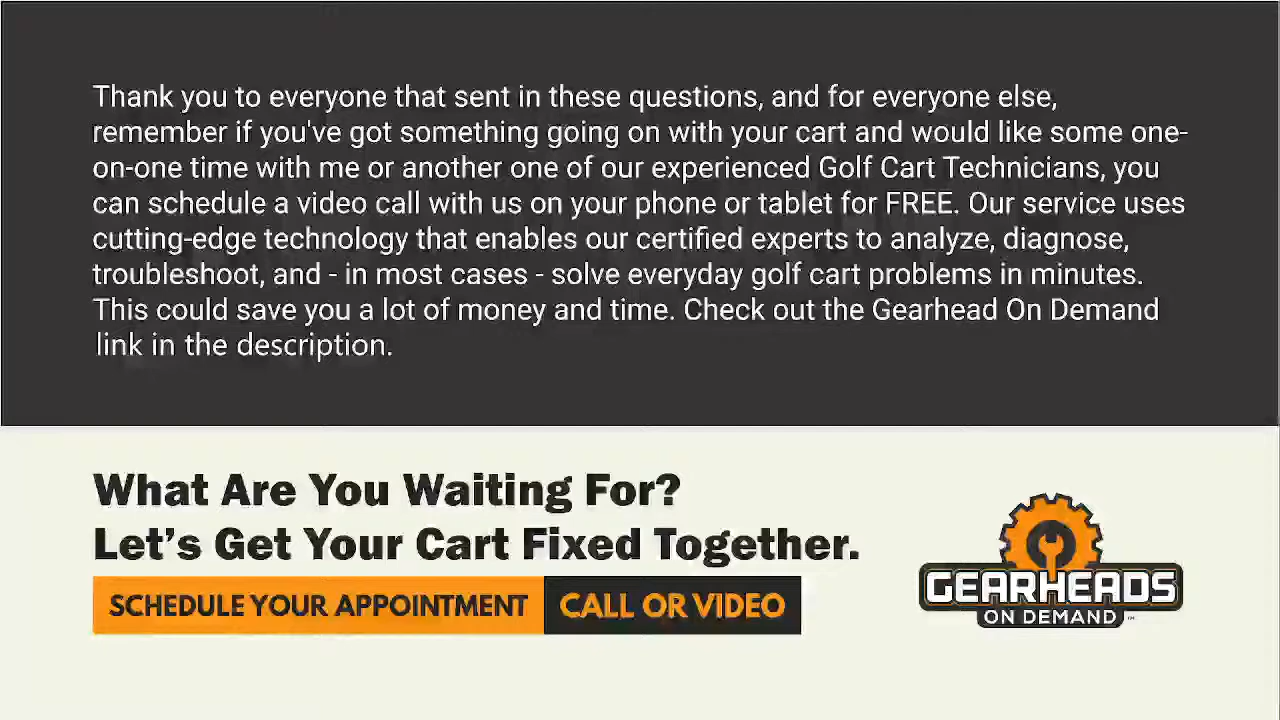 Thank you to everyone that sent in these questions, and for everyone else,
remember if you've got something going on with your cart and would like some one-
on-one time with me or another one of our experienced Golf Cart Technicians, you
can schedule a video call with us on your phone or tablet for FREE. Our service uses
cutting-edge technology that enables our certified experts to analyze, diagnose,
troubleshoot, and - in most cases - solve everyday golf cart problems in minutes.
This could save you a lot of money and time. Check out the Gearhead On Demand
link in the description.
What Are You Waiting For?
Let’s Get Your Cart Fixed Together.
SCHEDULE YOUR APPOINTMENT CALL OR VIDEO
GEARHEADS
ON DEMAND ™